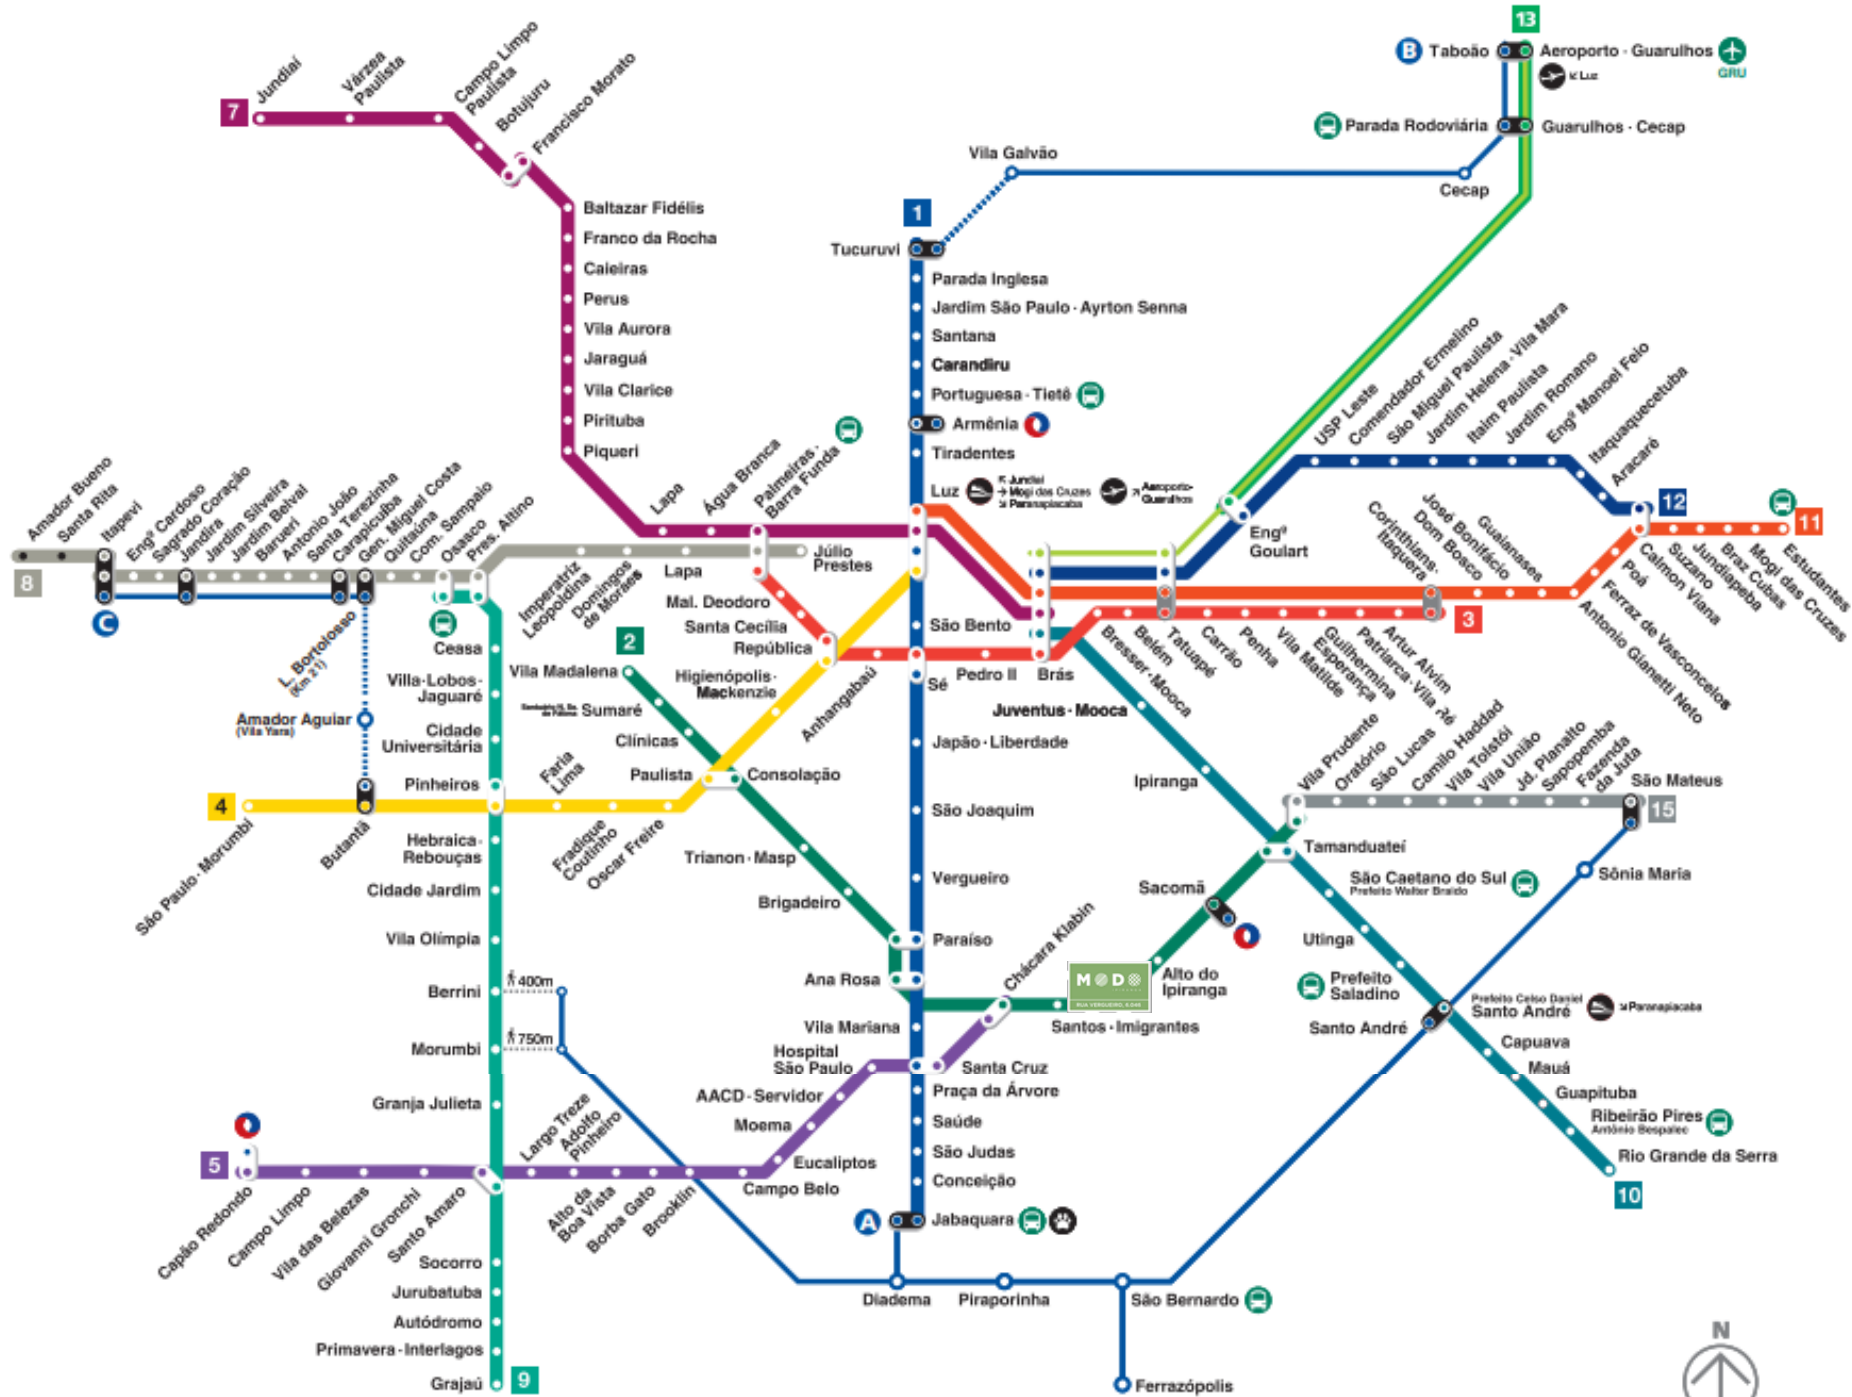 13
B Taboão
Aeroporto - Guarulhos
GRU
Luz
Parada Rodoviária
Guarulhos - Cecap
Vila Galvão
Cecap
7
Jundiaí
Várzea
Paulista
Campo Limpo
Paulista
Botujuru
Francisco Morato
Baltazar Fidélis
Franco da Rocha
Caieiras
Perus
Vila Aurora
Jaraguá
Vila Clarice
Pirituba
Piqueri
Lapa
Água Branca
Palmeiras -
Barra Funda
1
Tucuruvi
Parada Inglesa
Jardim São Paulo - Ayrton Senna
Santana
Carandiru
Portuguesa - Tietê
Armênia
Tiradentes
Luz
Jundiaí
Mogi das Cruzes
Paranapiacaba
Aeroporto-
Guarulhos
São Bento
Sé
Japão - Liberdade
São Joaquim
Vergueiro
Paraíso
Ana Rosa
Vila Mariana
Santa Cruz
Praça da Árvore
Saúde
São Judas
Conceição
A
Jabaquara
Amador Bueno
Santa Rita
Itapevi
Engº Cardoso
Sagrado Coração
Jandira
Jardim Silveira
Jardim Belval
Barueri
Antonio João
Santa Terezinha
Carapicuíba
Gen. Miguel Costa
Quitaúna
Com. Sampaio
Osasco
Pres. Altino
Imperatriz
Leopoldina
Domingos
de Moraes
Lapa
Júlio
Prestes
8
C
L. Bortolosso
(Km 21)
Amador Aguiar
(Vila Yara)
Ceasa
Villa-Lobos-
Jaguaré
Cidade
Universitária
Pinheiros
Hebraica-
Rebouças
Cidade Jardim
Vila Olímpia
Berrini
400m
Morumbi
750m
Granja Julieta
Santo Amaro
Socorro
Jurubatuba
Autódromo
Primavera - Interlagos
Grajaú
9
4
São Paulo - Morumbi
Butantã
Faria
Lima
Fradique
Coutinho
Oscar Freire
Paulista
Higienópolis-
Mackenzie
República
2
Vila Madalena
Sumaré
Clínicas
Consolação
Trianon - Masp
Brigadeiro
Chácara Klabin
Santos - Imigrantes
MODO
RUA VERGUEIRO
Alto do
Ipiranga
Sacomã
Tamanduateí
Vila Prudente
Oratório
São Lucas
Camilo Haddad
Vila Tolstói
Vila União
Jd. Planalto
Sapopemba
Fazenda
da Juta
São Mateus
15
Sônia Maria
Mal. Deodoro
Santa Cecília
Anhangabaú
Pedro II
Brás
Bresser - Mooca
Belém
Tatuapé
Carrão
Penha
Vila Matilde
Guilhermina
Esperança
Patriarca - Vila Ré
Artur Alvim
Corinthians-
Itaquera
3
Dom Bosco
José Bonifácio
Guaianasea
Antonio Gianetti Neto
Ferraz de Vasconcelos
Poá
Calmon Viana
Suzano
Jundiapeba
Braz Cubas
Mogi das Cruzes
Estudantes
11
12
Engº
Goulart
USP Leste
Comendador Ermelino
São Miguel Paulista
Jardim Helena - Vila Mara
Itaim Paulista
Jardim Romano
Engº Manoel Feio
Itaquaquecetuba
Aracaré
Juventus - Mooca
Ipiranga
São Caetano do Sul
Prefeito Walter Braido
Utinga
Prefeito
Saladino
Prefeito Celso Daniel
Santo André
Paranapiacaba
Santo André
Capuava
Mauá
Guapituba
Ribeirão Pires
Antônio Bespalec
Rio Grande da Serra
10
5
Capão Redondo
Campo Limpo
Vila das Belezas
Giovanni Gronchi
Largo Treze
Adolfo
Pinheiro
Alto da
Boa Vista
Borba Gato
Brooklin
Campo Belo
Eucaliptos
Moema
AACD - Servidor
Hospital
São Paulo
Diadema
Piraporinha
São Bernardo
Ferrazópolis
N